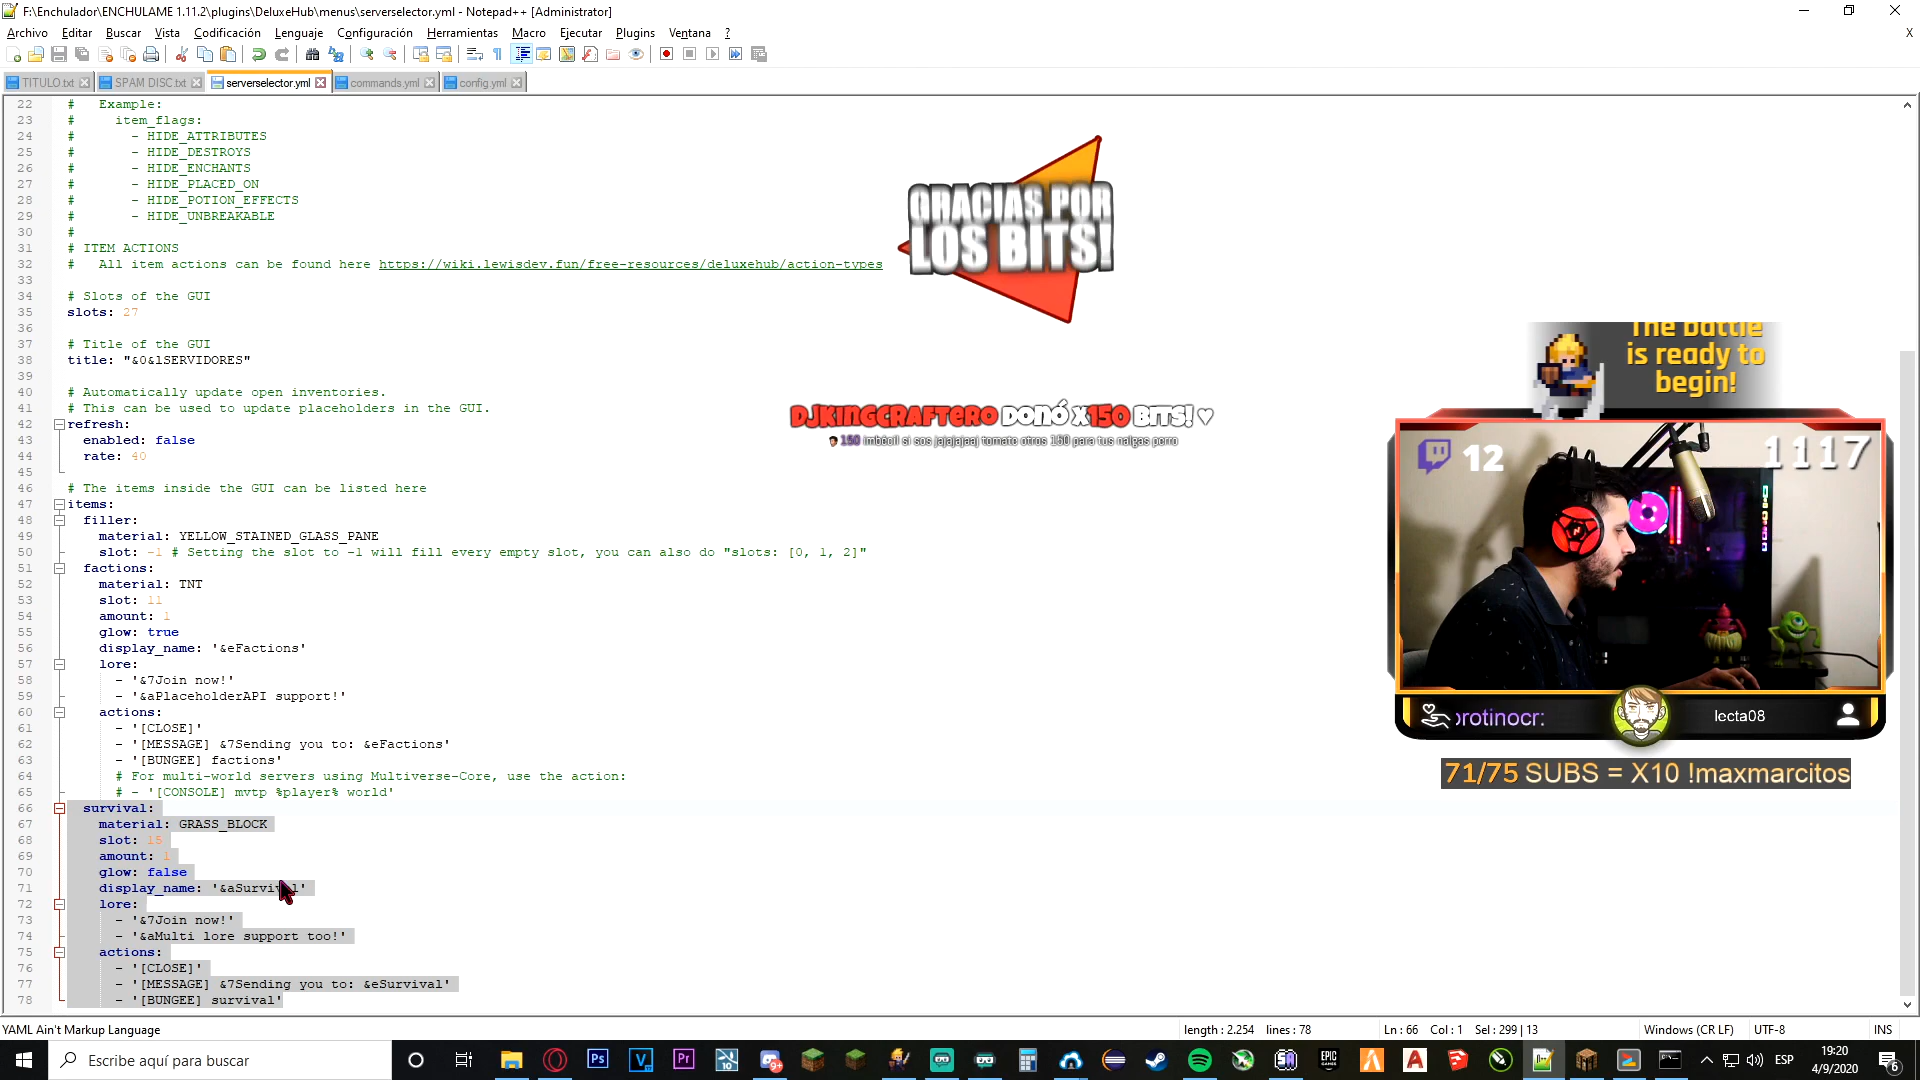 F:\Enchulador\ENCHULAME 1.11.2\plugins\DeluxeHub\menus\serverselector.yml - Notepad++ [Administrator]
Archivo Editar Buscar Vista Codificación Lenguaje Configuración Herramientas Macro Ejecutar Plugins Ventana ? X
TITULO.txt SPAM DISC.txt serverselector.yml commands.yml config.yml
22 # Example:
23 # item_flags:
24 # - HIDE_ATTRIBUTES
25 # - HIDE_DESTROYS
26 # - HIDE_ENCHANTS
27 # - HIDE_PLACED_ON
28 # - HIDE_POTION_EFFECTS
29 # - HIDE_UNBREAKABLE
30 #
31 # ITEM ACTIONS
32 # All item actions can be found here https://wiki.lewisdev.fun/free-resources/deluxehub/action-types
33
34 # Slots of the GUI
35 slots: 27
36
37 # Title of the GUI
38 title: "&0&lSERVIDORES"
39
40 # Automatically update open inventories.
41 # This can be used to update placeholders in the GUI.
42 refresh:
43 enabled: false
44 rate: 40
45
46 # The items inside the GUI can be listed here
47 items:
48 filler:
49 material: YELLOW_STAINED_GLASS_PANE
50 slot: -1 # Setting the slot to -1 will fill every empty slot, you can also do "slots: [0, 1, 2]"
51 factions:
52 material: TNT
53 slot: 11
54 amount: 1
55 glow: true
56 display_name: '&eFactions'
57 lore:
58 - '&7Join now!'
59 - '&aPlaceholderAPI support!'
60 actions:
61 - '[CLOSE]'
62 - '[MESSAGE] &7Sending you to: &eFactions'
63 - '[BUNGEE] factions'
64 # For multi-world servers using Multiverse-Core, use the action:
65 # - '[CONSOLE] mvtp %player% world'
66 survival:
67 material: GRASS_BLOCK
68 slot: 15
69 amount: 1
70 glow: false
71 display_name: '&aSurvival'
72 lore:
73 - '&7Join now!'
74 - '&aMulti lore support too!'
75 actions:
76 - '[CLOSE]'
77 - '[MESSAGE] &7Sending you to: &eSurvival'
78 - '[BUNGEE] survival'
GRACIAS POR
LOS BITS!
DJKINGCRAFTERO DONÓ X150 BITS! ♥
150 imbécil si sos jajajajaaj tomate otros 150 para tus nalgas perro
The battle
is ready to
begin!
12
1117
protinocr:
lecta08
71/75 SUBS = X10 !maxmarcitos
YAML Ain't Markup Language
length : 2.254 lines : 78
Ln : 66 Col : 1 Sel : 299 | 13
Windows (CR LF)
UTF-8
INS
Escribe aquí para buscar
ESP
19:20
4/9/2020
6